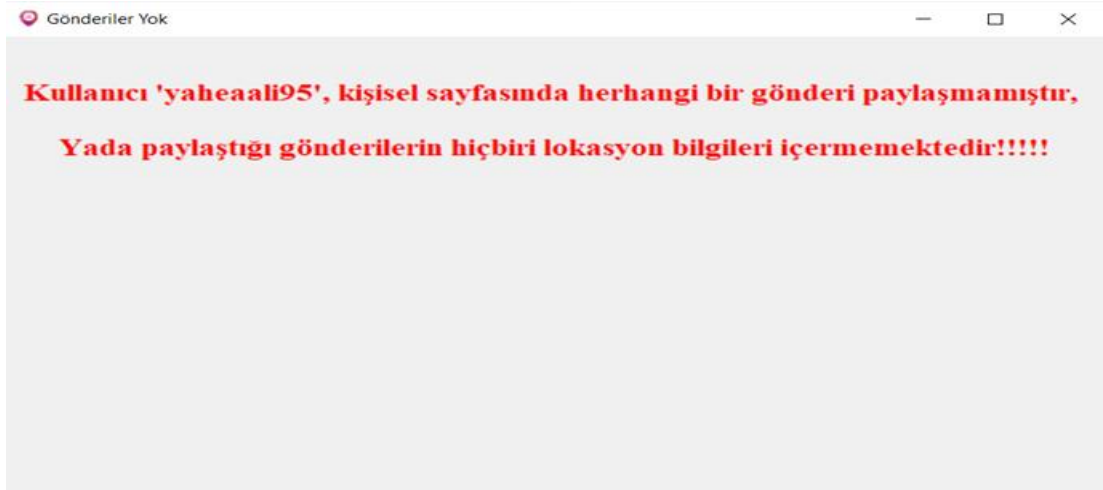 Gönderiler Yok
Kullanıcı 'yaheaali95', kişisel sayfasında herhangi bir gönderi paylaşmamıştır,
Yada paylaştığı gönderilerin hiçbiri lokasyon bilgileri içermemektedir!!!!!